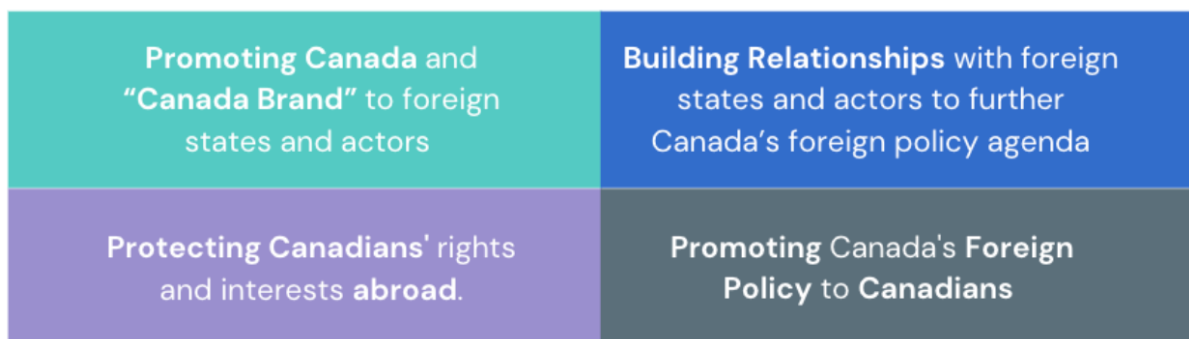 Promoting Canada and
“Canada Brand” to foreign
states and actors
Building Relationships with foreign
states and actors to further
Canada’s foreign policy agenda
Protecting Canadians' rights
and interests abroad.
Promoting Canada's Foreign
Policy to Canadians